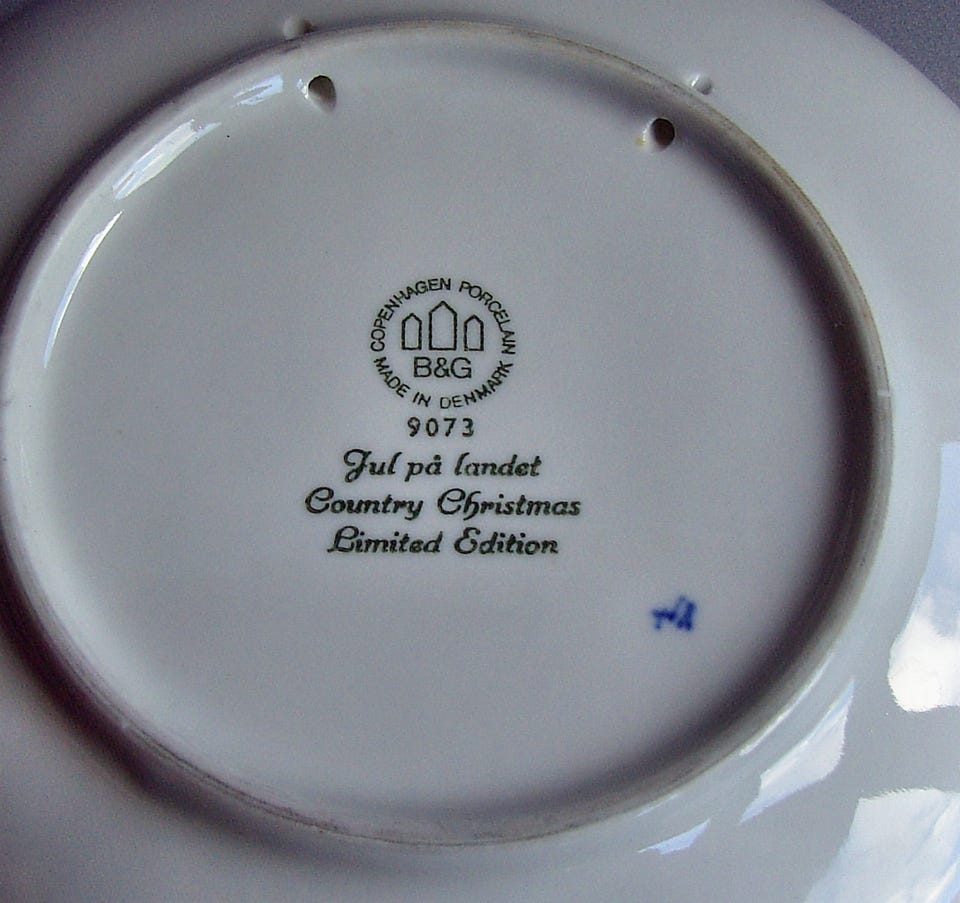 COPENHAGEN PORCELAIN
B&G
MADE IN DENMARK
9073
Jul på landet
Country Christmas
Limited Edition